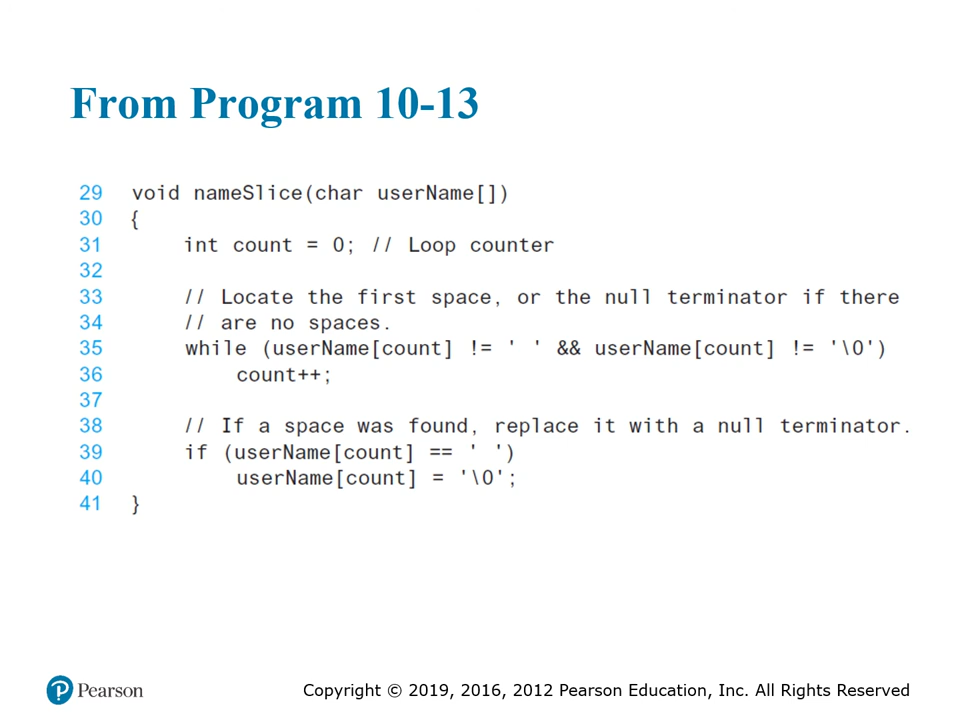 From Program 10-13
29 void nameSlice(char userName[])
30 {
31 int count = 0; // Loop counter
32
33 // Locate the first space, or the null terminator if there
34 // are no spaces.
35 while (userName[count] != ' ' && userName[count] != '\0')
36 count++;
37
38 // If a space was found, replace it with a null terminator.
39 if (userName[count] == ' ')
40 userName[count] = '\0';
41 }
P Pearson
Copyright © 2019, 2016, 2012 Pearson Education, Inc. All Rights Reserved